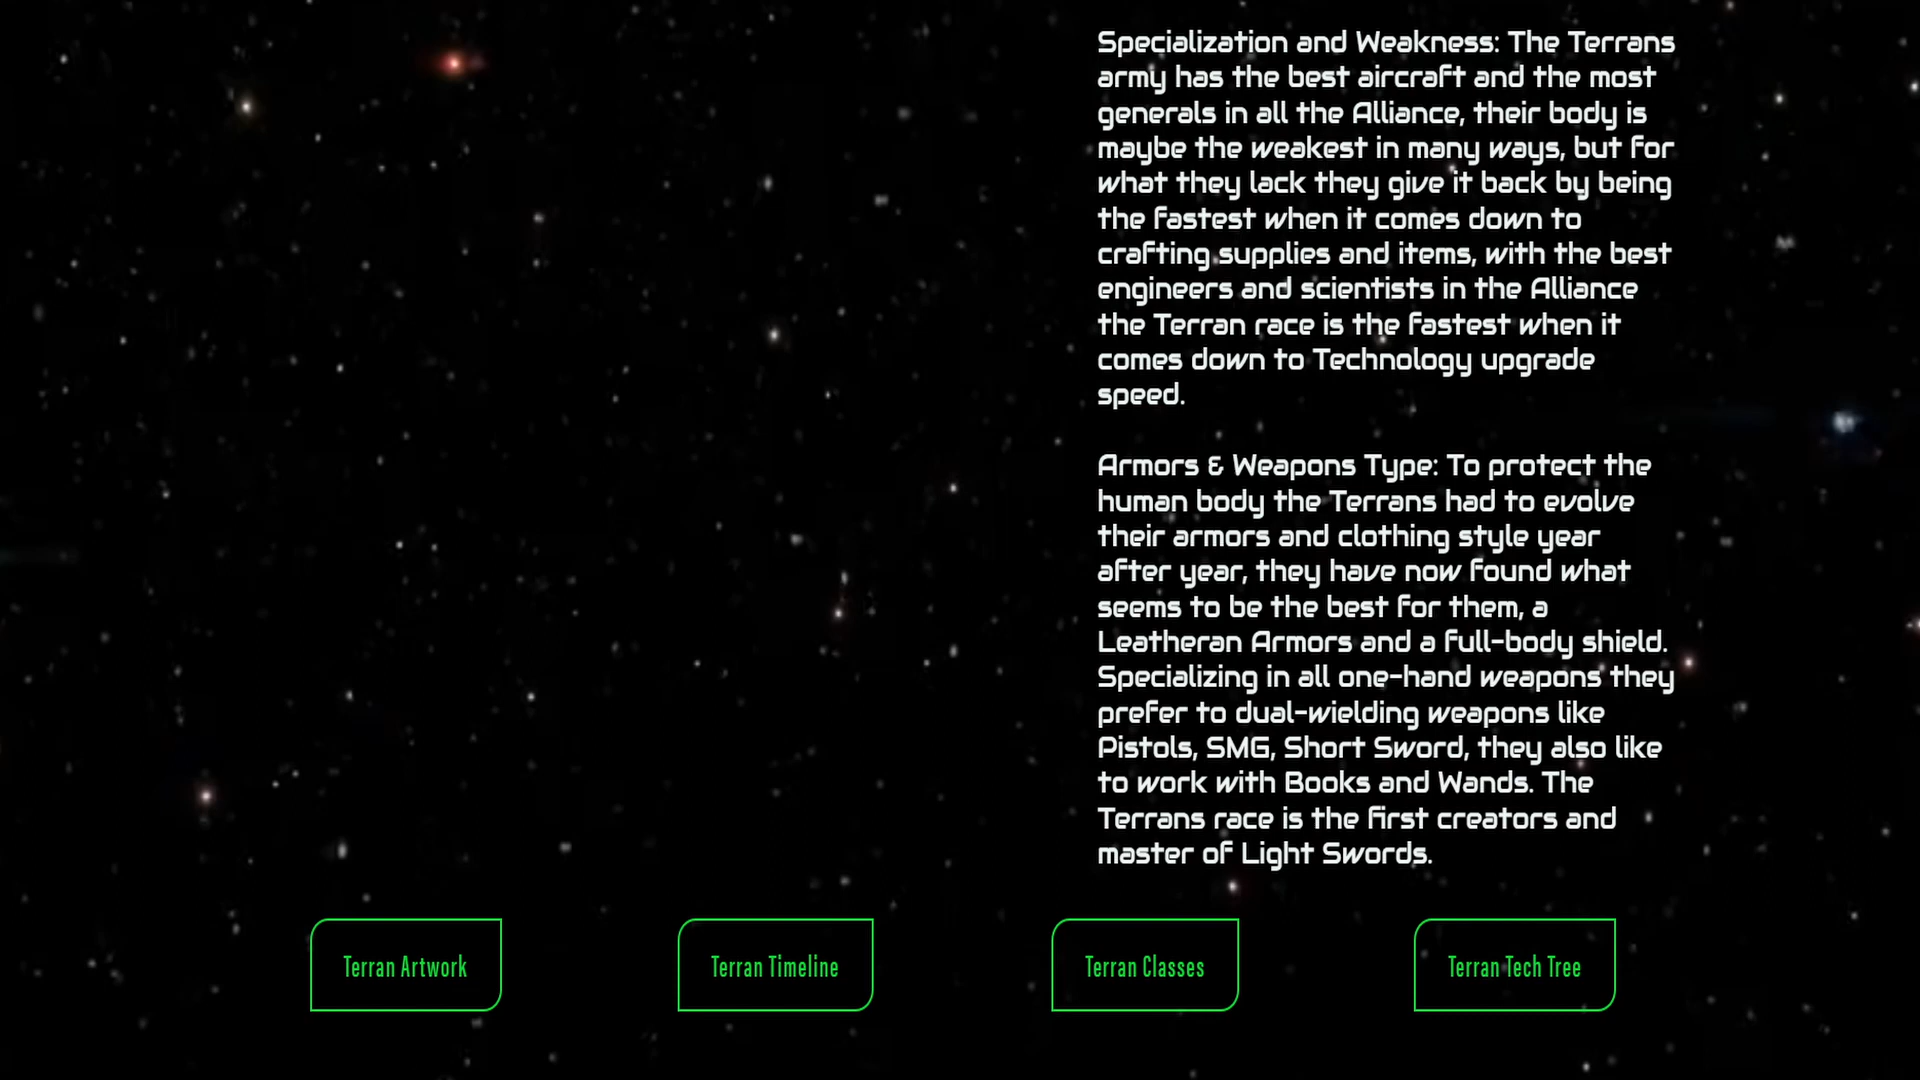 Specialization and Weakness: The Terrans
army has the best aircraft and the most
generals in all the Alliance, their body is
maybe the weakest in many ways, but for
what they lack they give it back by being
the fastest when it comes down to
crafting supplies and items, with the best
engineers and scientists in the Alliance
the Terran race is the fastest when it
comes down to Technology upgrade
speed.
Armors & Weapons Type: To protect the
human body the Terrans had to evolve
their armors and clothing style year
after year, they have now found what
seems to be the best for them, a
Leatheran Armors and a full-body shield.
Specializing in all one-hand weapons they
prefer to dual-wielding weapons like
Pistols, SMG, Short Sword, they also like
to work with Books and Wands. The
Terrans race is the first creators and
master of Light Swords.
Terran Artwork
Terran Timeline
Terran Classes
Terran Tech Tree